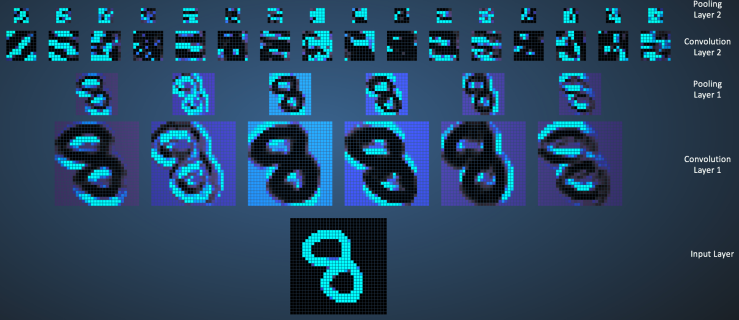 Pooling
Layer 2
Convolution
Layer 2
Pooling
Layer 1
Convolution
Layer 1
Input Layer